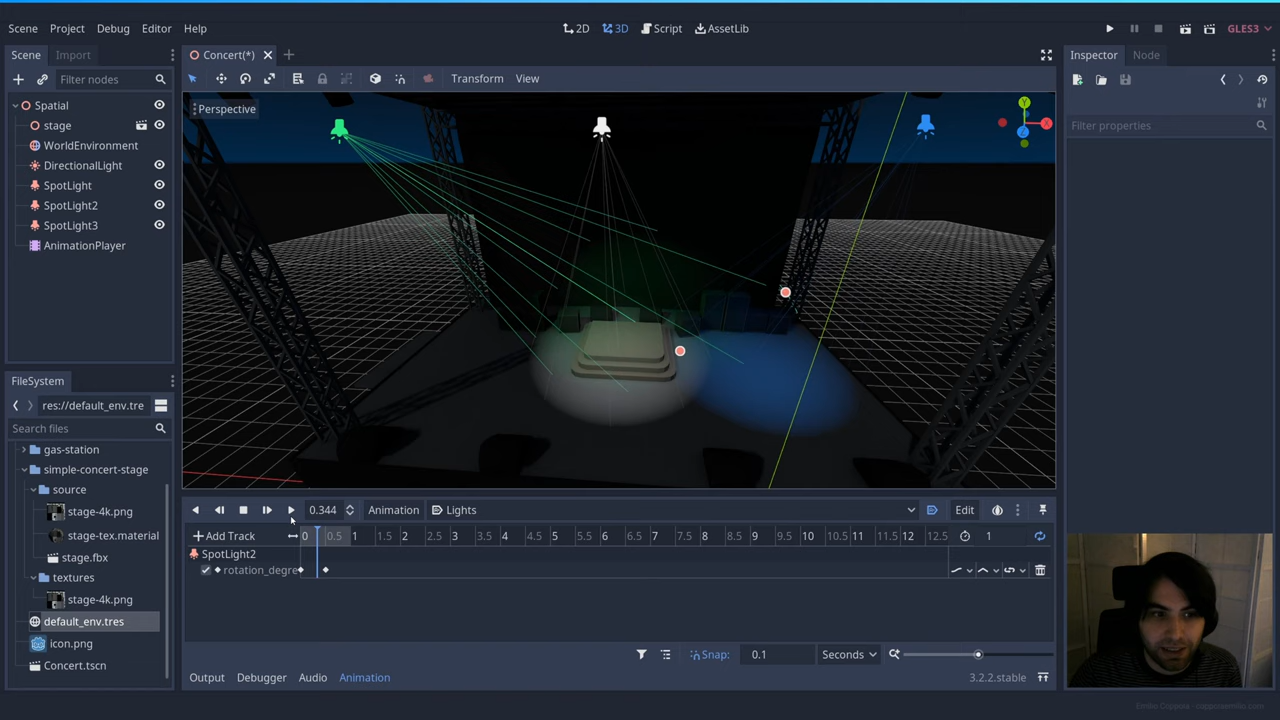 Scene Project Debug Editor Help
2D 3D Script AssetLib
GLES3
Scene Import
Concert(*)
Inspector Node
Filter nodes
Transform View
Perspective
Filter properties
Spatial
stage
WorldEnvironment
DirectionalLight
SpotLight
SpotLight2
SpotLight3
AnimationPlayer
Y
X
Z
FileSystem
res://default_env.tre
Search files
gas-station
simple-concert-stage
source
stage-4k.png
stage-tex.material
stage.fbx
textures
stage-4k.png
default_env.tres
icon.png
Concert.tscn
0.344 Animation Lights Edit
Add Track 0 0.5 1 1.5 2 2.5 3 3.5 4 4.5 5 5.5 6 6.5 7 7.5 8 8.5 9 9.5 10 10.5 11 11.5 12 12.5 1
SpotLight2
rotation_degre
Snap: 0.1 Seconds
Output Debugger Audio Animation 3.2.2.stable
Emilio Coppola - coppolaemilio.com